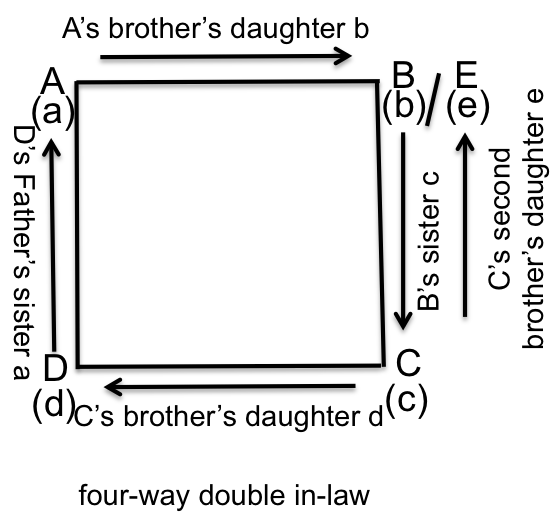 A's brother's daughter b
A
(a)
B
(b)
/
E
(e)
D's Father's sister a
B's sister c
C's second
brother's daughter e
D
(d)
C
(c)
C's brother's daughter d
four-way double in-law